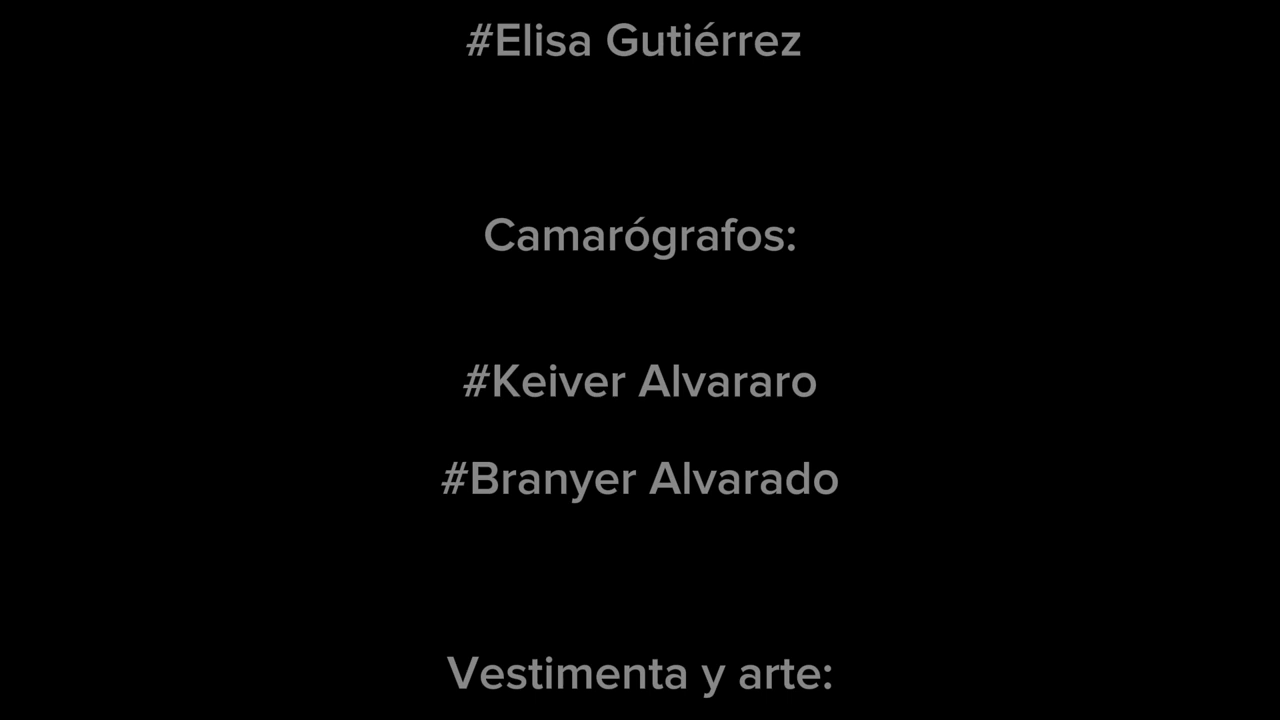 #Elisa Gutiérrez
Camarógrafos:
#Keiver Alvararo
#Branyer Alvarado
Vestimenta y arte: